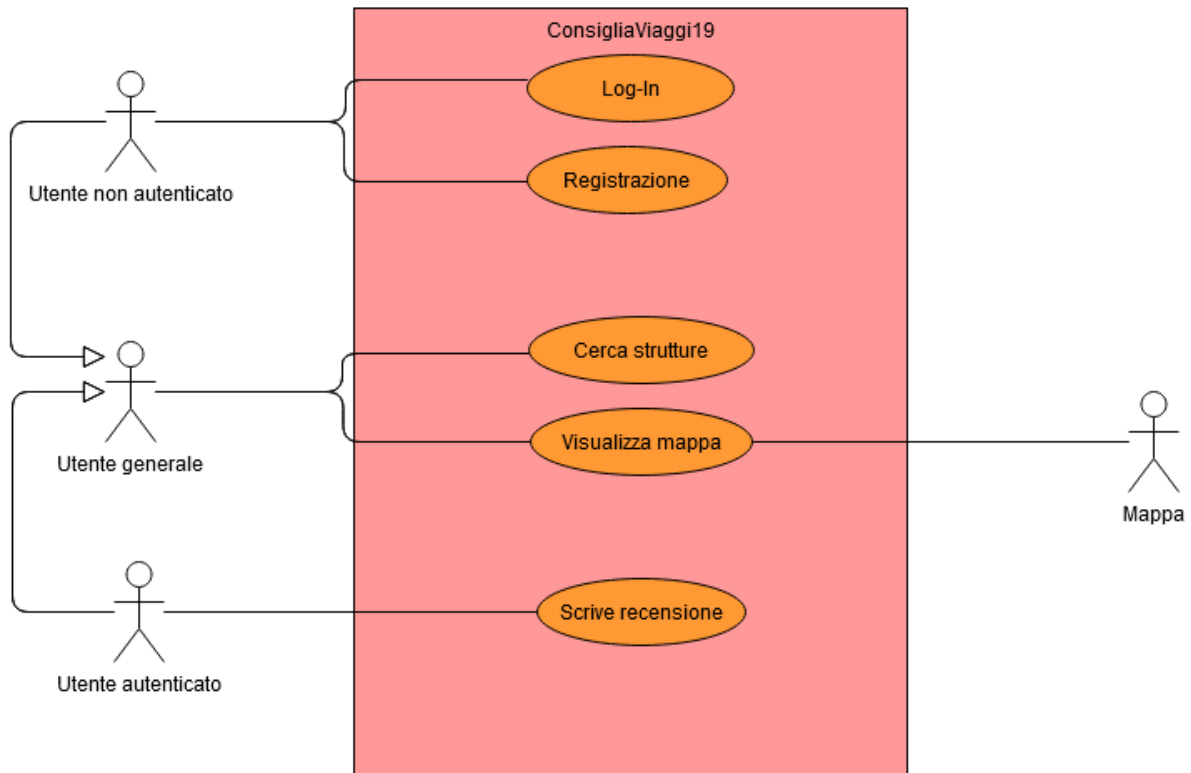 ConsigliaViaggi19
Log-In
Utente non autenticato
Registrazione
Cerca strutture
Utente generale
Visualizza mappa
Mappa
Scrive recensione
Utente autenticato